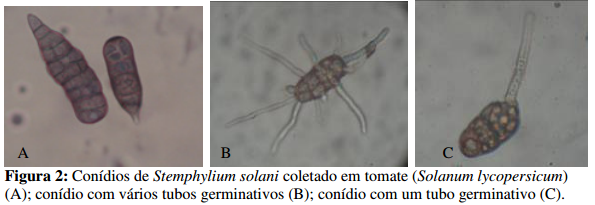 A
B
C
Figura 2: Conídios de Stemphylium solani coletado em tomate (Solanum lycopersicum)
(A); conídio com vários tubos germinativos (B); conídio com um tubo germinativo (C).